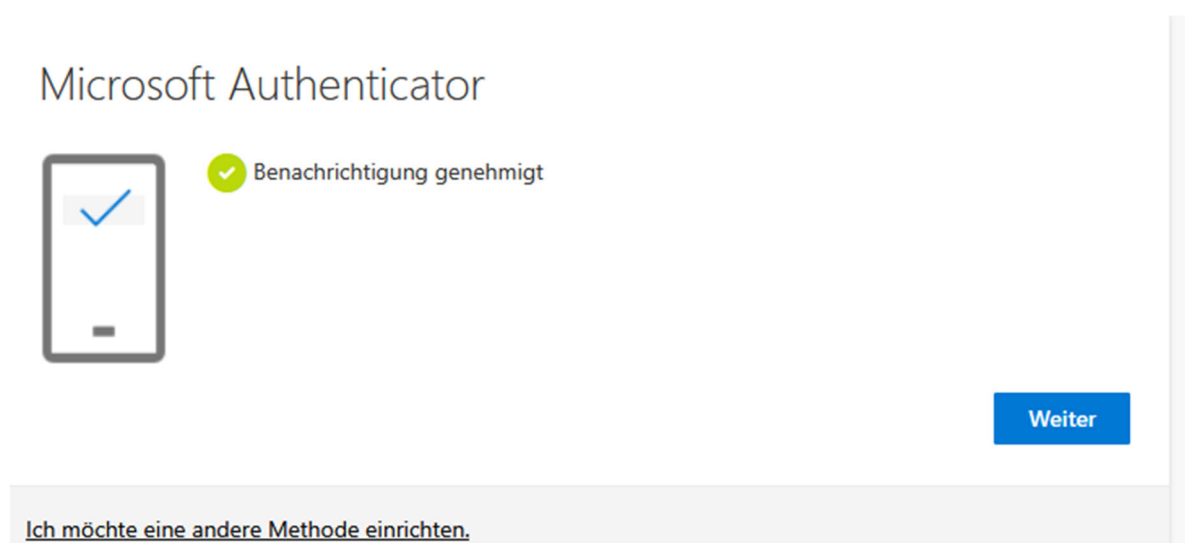 Microsoft Authenticator
Benachrichtigung genehmigt
Weiter
Ich möchte eine andere Methode einrichten.